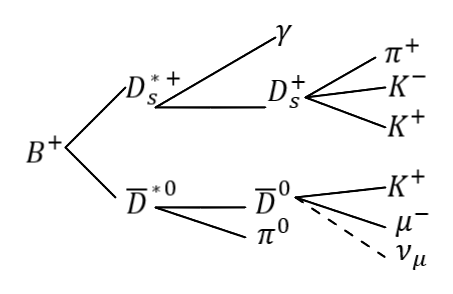 γ
π⁺
D_s^{*+}
D_s^+
K⁻
K⁺
B⁺
K⁺
D̅^{*0}
D̅⁰
μ⁻
π⁰
ν_μ